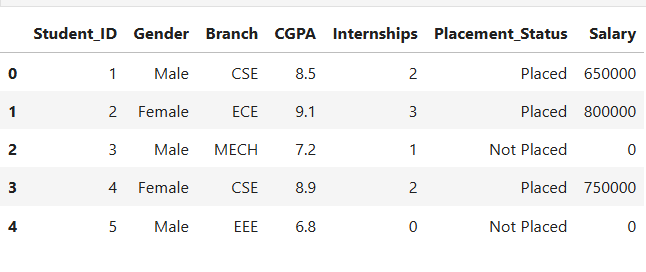 Student_ID Gender Branch CGPA Internships Placement_Status Salary
0 1 Male CSE 8.5 2 Placed 650000
1 2 Female ECE 9.1 3 Placed 800000
2 3 Male MECH 7.2 1 Not Placed 0
3 4 Female CSE 8.9 2 Placed 750000
4 5 Male EEE 6.8 0 Not Placed 0